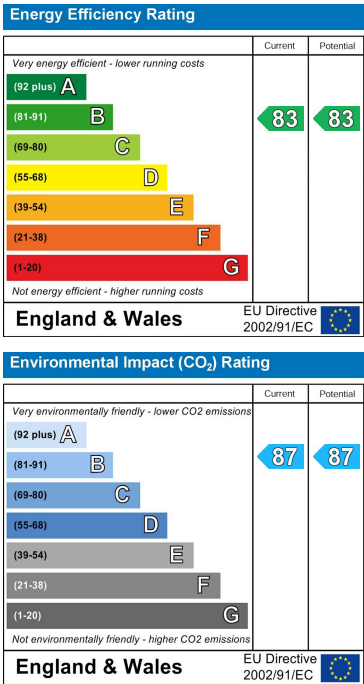 Energy Efficiency Rating
Current Potential
Very energy efficient - lower running costs
(92 plus) A
(81-91) B 83 83
(69-80) C
(55-68) D
(39-54) E
(21-38) F
(1-20) G
Not energy efficient - higher running costs
England & Wales EU Directive 2002/91/EC
Environmental Impact (CO₂) Rating
Current Potential
Very environmentally friendly - lower CO2 emissions
(92 plus) A
(81-91) B 87 87
(69-80) C
(55-68) D
(39-54) E
(21-38) F
(1-20) G
Not environmentally friendly - higher CO2 emissions
England & Wales EU Directive 2002/91/EC